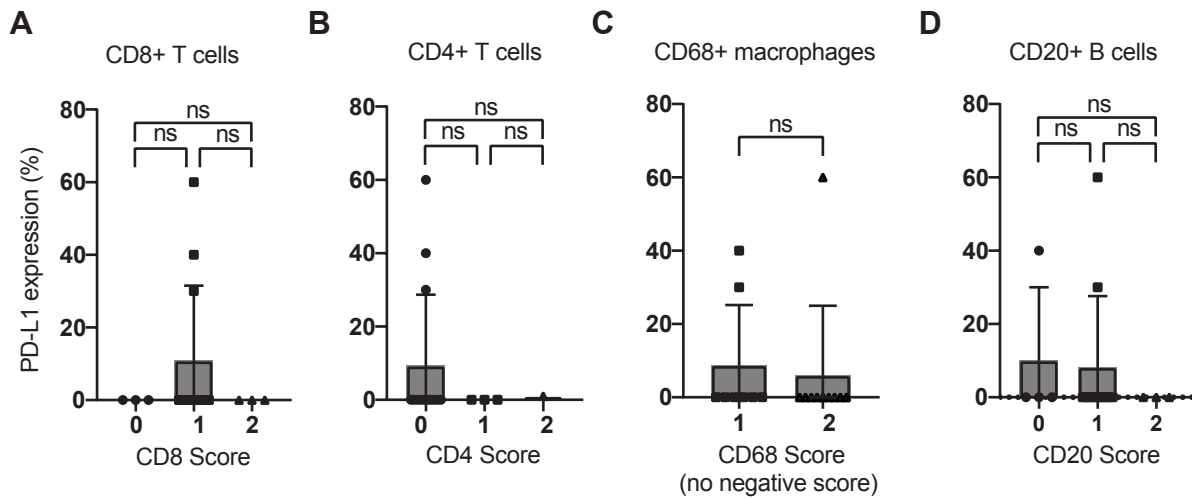 A
CD8+ T cells
ns
ns
ns
PD-L1 expression (%)
80
60
40
20
0
0
1
2
CD8 Score
B
CD4+ T cells
ns
ns
ns
80
60
40
20
0
0
1
2
CD4 Score
C
CD68+ macrophages
ns
80
60
40
20
0
1
2
CD68 Score
(no negative score)
D
CD20+ B cells
ns
ns
ns
80
60
40
20
0
0
1
2
CD20 Score